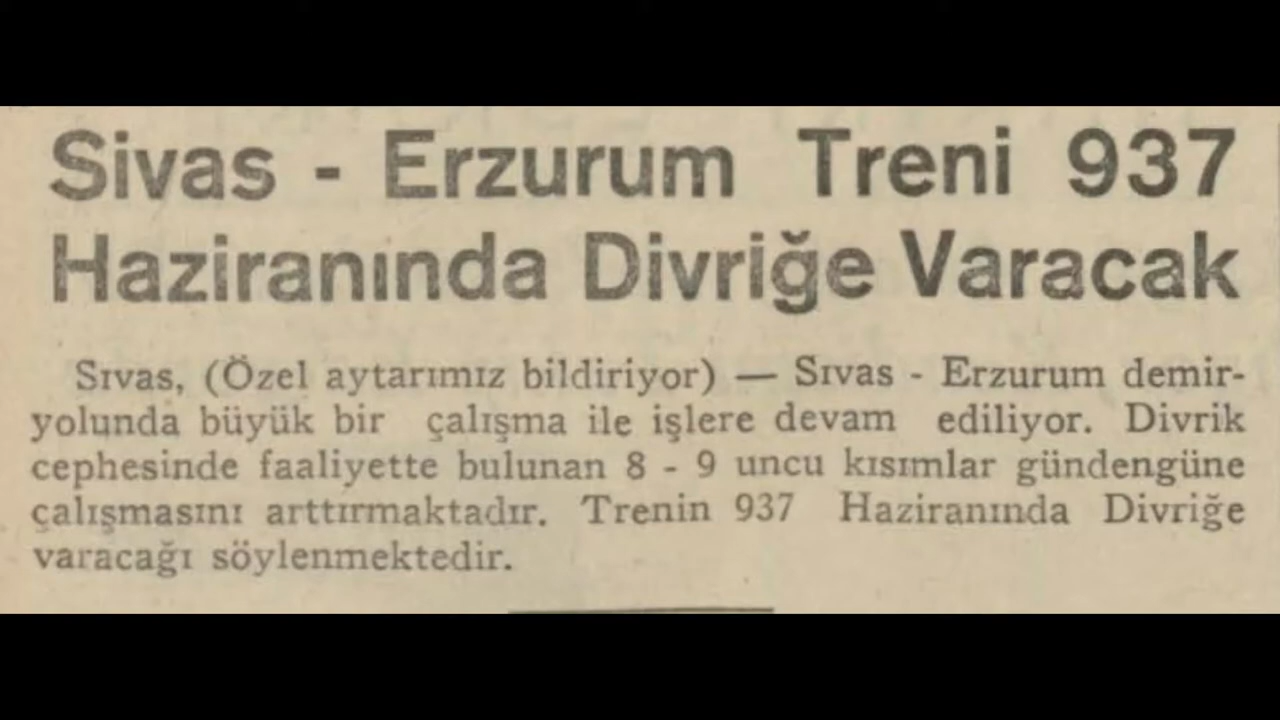 Sivas - Erzurum Treni 937
Haziranında Divriğe Varacak
Sıvas, (Özel aytarımız bildiriyor) — Sıvas - Erzurum demir-
yolunda büyük bir çalışma ile işlere devam ediliyor. Divrik
cephesinde faaliyette bulunan 8 - 9 uncu kısımlar gündengüne
çalışmasını arttırmaktadır. Trenin 937 Haziranında Divriğe
varacağı söylenmektedir.